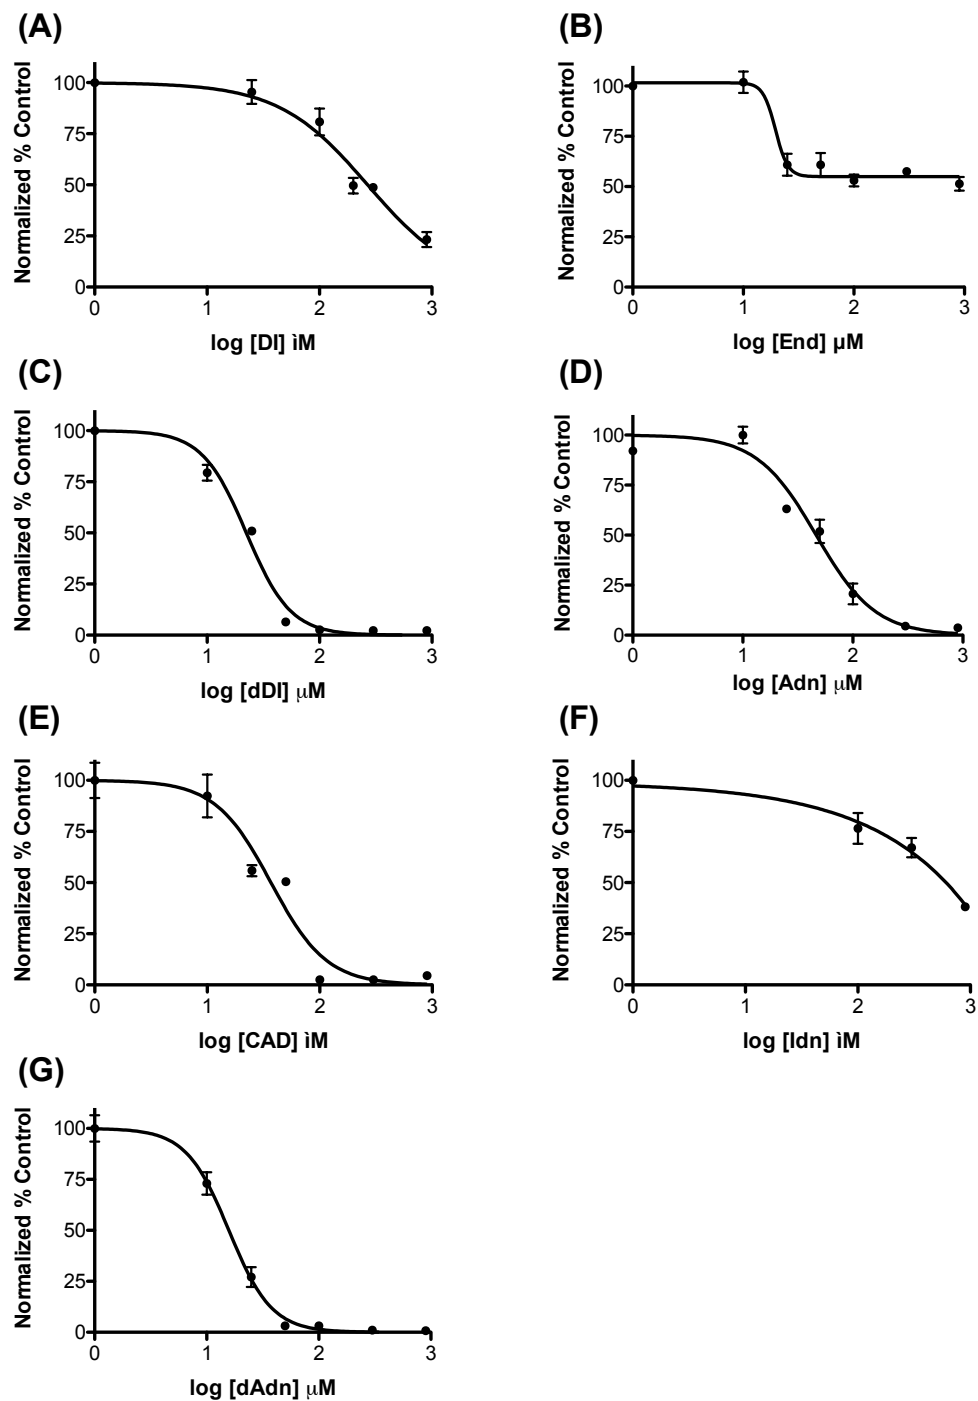 (A)
Normalized % Control
100
75
50
25
0
0 1 2 3
log [DI] ìM
(B)
Normalized % Control
100
75
50
25
0
0 1 2 3
log [End] µM
(C)
Normalized % Control
100
75
50
25
0
0 1 2 3
log [dDI] μM
(D)
Normalized % Control
100
75
50
25
0
0 1 2 3
log [Adn] μM
(E)
Normalized % Control
100
75
50
25
0
0 1 2 3
log [CAD] ìM
(F)
Normalized % Control
100
75
50
25
0
0 1 2 3
log [Idn] ìM
(G)
Normalized % Control
100
75
50
25
0
0 1 2 3
log [dAdn] μM